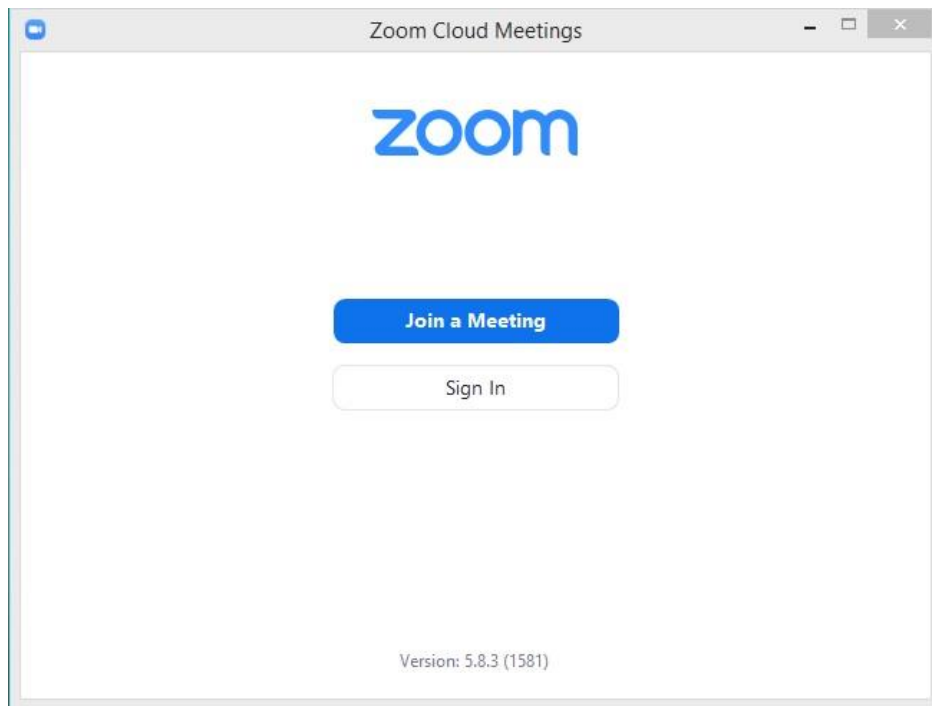 Zoom Cloud Meetings
zoom
Join a Meeting
Sign In
Version: 5.8.3 (1581)